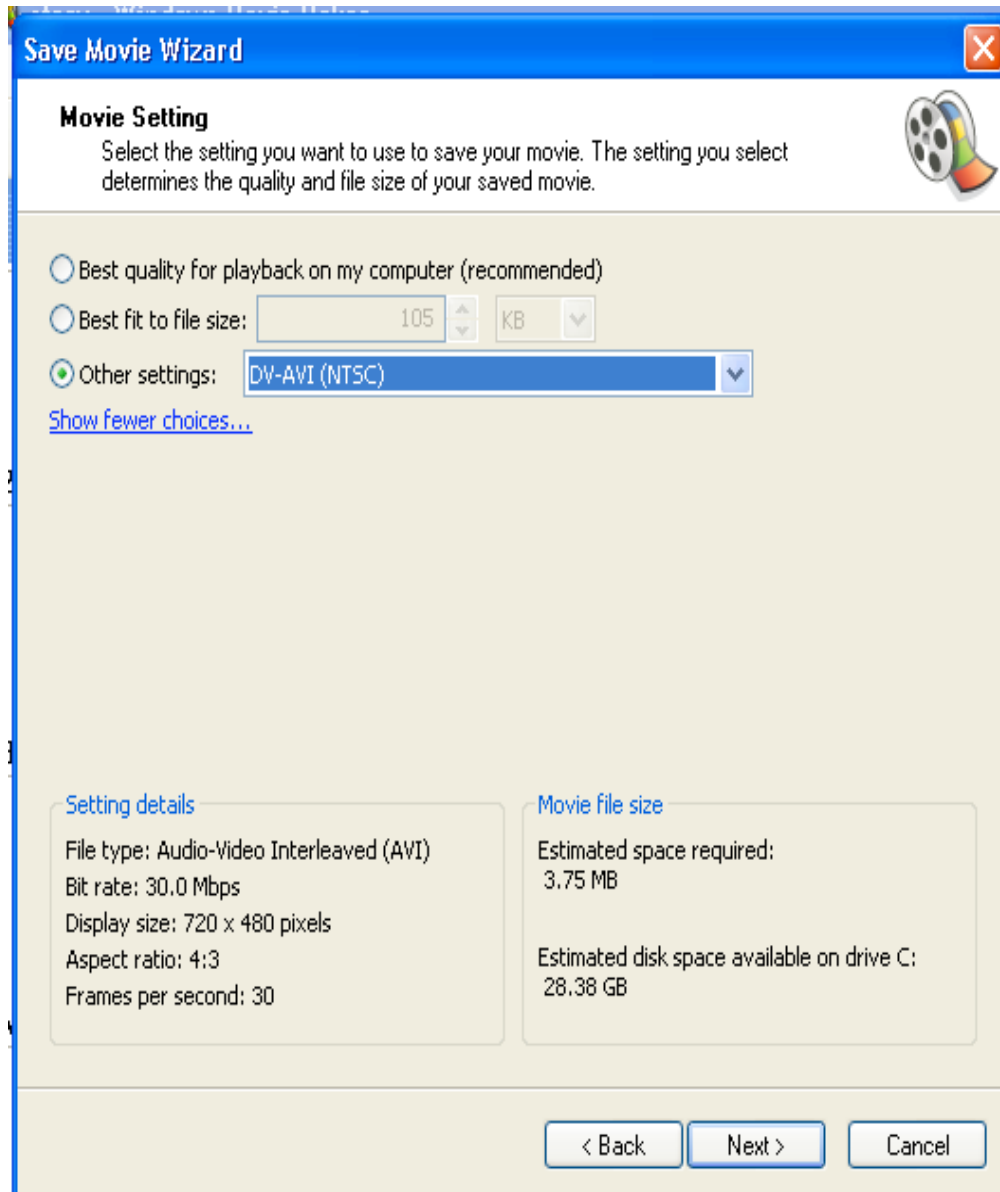 Save Movie Wizard
Movie Setting
Select the setting you want to use to save your movie. The setting you select
determines the quality and file size of your saved movie.
Best quality for playback on my computer (recommended)
Best fit to file size: 105 KB
Other settings: DV-AVI (NTSC)
Show fewer choices...
Setting details
File type: Audio-Video Interleaved (AVI)
Bit rate: 30.0 Mbps
Display size: 720 x 480 pixels
Aspect ratio: 4:3
Frames per second: 30
Movie file size
Estimated space required:
3.75 MB
Estimated disk space available on drive C:
28.38 GB
< Back Next > Cancel